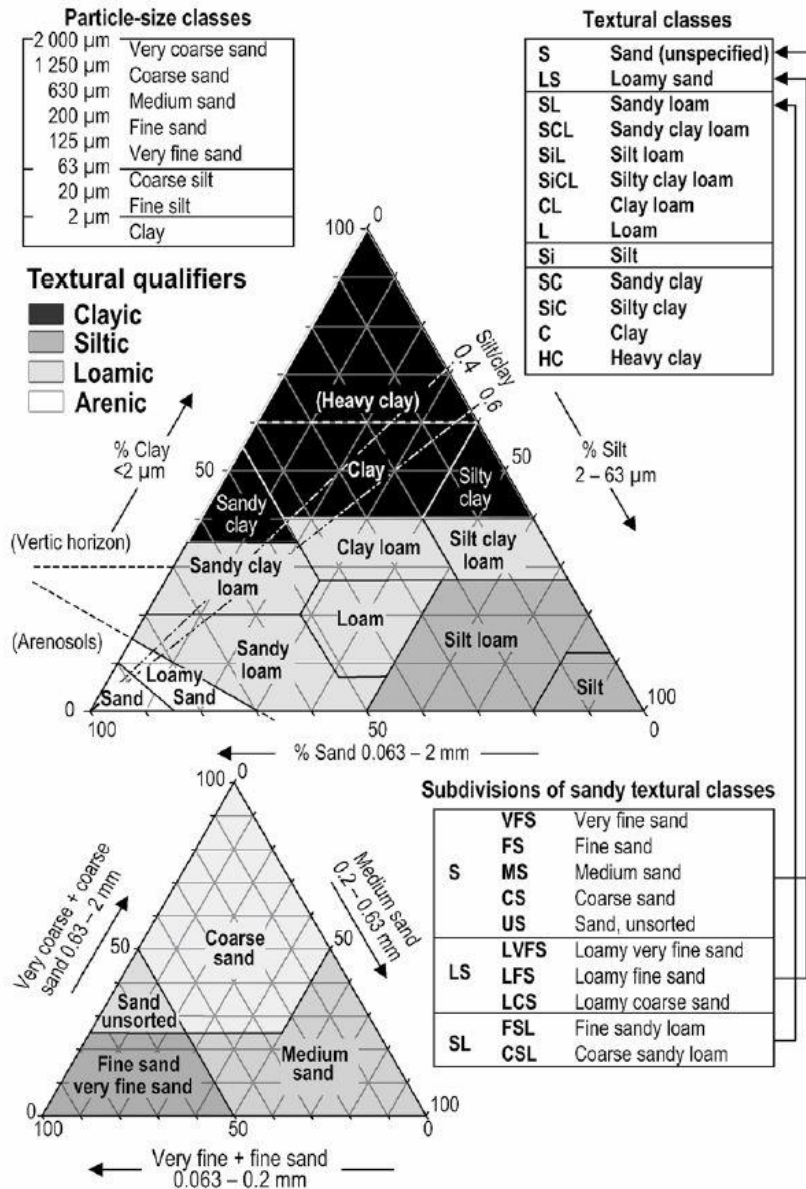 Particle-size classes
2 000 µm
Very coarse sand
1 250 µm
Coarse sand
630 µm
Medium sand
200 µm
Fine sand
125 µm
Very fine sand
63 µm
Coarse silt
20 µm
Fine silt
2 µm
Clay
Textural classes
S Sand (unspecified)
LS Loamy sand
SL Sandy loam
SCL Sandy clay loam
SiL Silt loam
SiCL Silty clay loam
CL Clay loam
L Loam
Si Silt
SC Sandy clay
SiC Silty clay
C Clay
HC Heavy clay
Textural qualifiers
Clayic
Siltic
Loamic
Arenic
100 0
Silt/clay
0.4 0.6
(Heavy clay)
% Clay
<2 µm
% Silt
2 – 63 µm
50 Clay 50
Silty
clay
Sandy
clay
(Vertic horizon)
Clay loam
Silt clay
loam
Sandy clay
loam
(Arenosols)
Loam
Sandy
loam
Silt loam
Loamy
Sand
Sand
Silt
0 100
100 50 0
% Sand 0.063 – 2 mm
100 0
Very coarse + coarse
sand 0.63 – 2 mm
Medium sand
0.2 – 0.63 mm
50 50
Coarse
sand
Sand
unsorted
Fine sand
very fine sand
Medium
sand
0 100
100 50 0
Very fine + fine sand
0.063 – 0.2 mm
Subdivisions of sandy textural classes
VFS Very fine sand
FS Fine sand
S MS Medium sand
CS Coarse sand
US Sand, unsorted
LVFS Loamy very fine sand
LS LFS Loamy fine sand
LCS Loamy coarse sand
FSL Fine sandy loam
SL CSL Coarse sandy loam